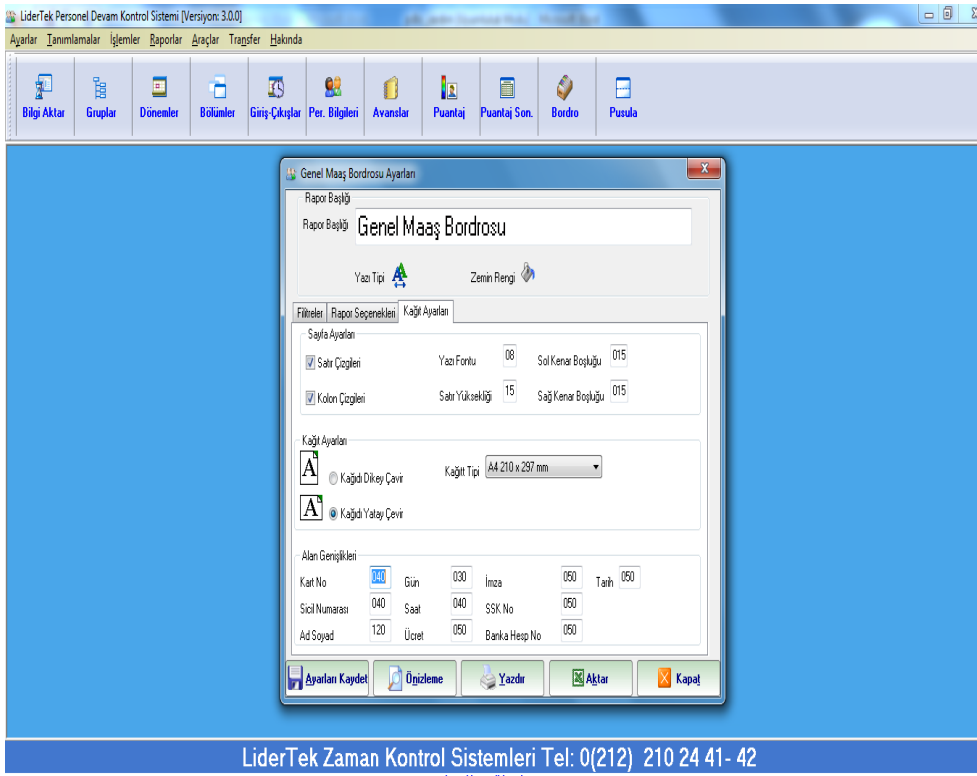 LiderTek Personel Devam Kontrol Sistemi [Versiyon: 3.0.0]
Ayarlar Tanımlamalar İşlemler Raporlar Araçlar Transfer Hakında
Bilgi Aktar Gruplar Dönemler Bölümler Giriş-Çıkışlar Per. Bilgileri Avanslar Puantaj Puantaj Son. Bordro Pusula
Genel Maaş Bordrosu Ayarları
Rapor Başlığı
Rapor Başlığı Genel Maaş Bordrosu
Yazı Tipi Zemin Rengi
Filitreler Rapor Seçenekleri Kağıt Ayarları
Sayfa Ayarları
Satır Çizgileri Yazı Fontu 08 Sol Kenar Boşluğu 015
Kolon Çizgileri Satır Yüksekliği 15 Sağ Kenar Boşluğu 015
Kağıt Ayarları
A Kağıdı Dikey Çavir Kağıtt Tipi A4 210 x 297 mm
A Kağıdı Yatay Çevir
Alan Genişlikleri
Kart No 040 Gün 030 İmza 050 Tarih 050
Sicil Numarası 040 Saat 040 SSK No 050
Ad Soyad 120 Ücret 050 Banka Hesp No 050
Ayarları Kaydet Önizleme Yazdır Aktar Kapat
LiderTek Zaman Kontrol Sistemleri Tel: 0(212) 210 24 41- 42